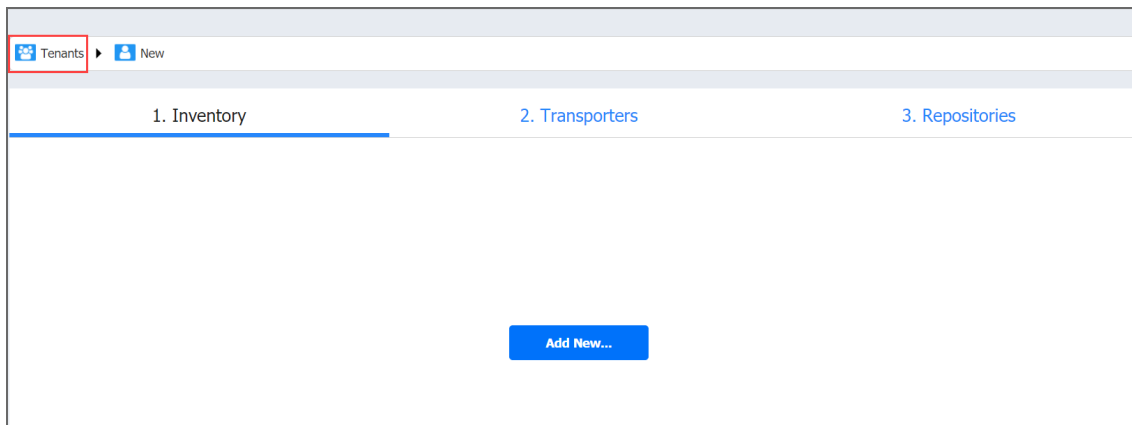 Tenants New
1. Inventory 2. Transporters 3. Repositories
Add New...